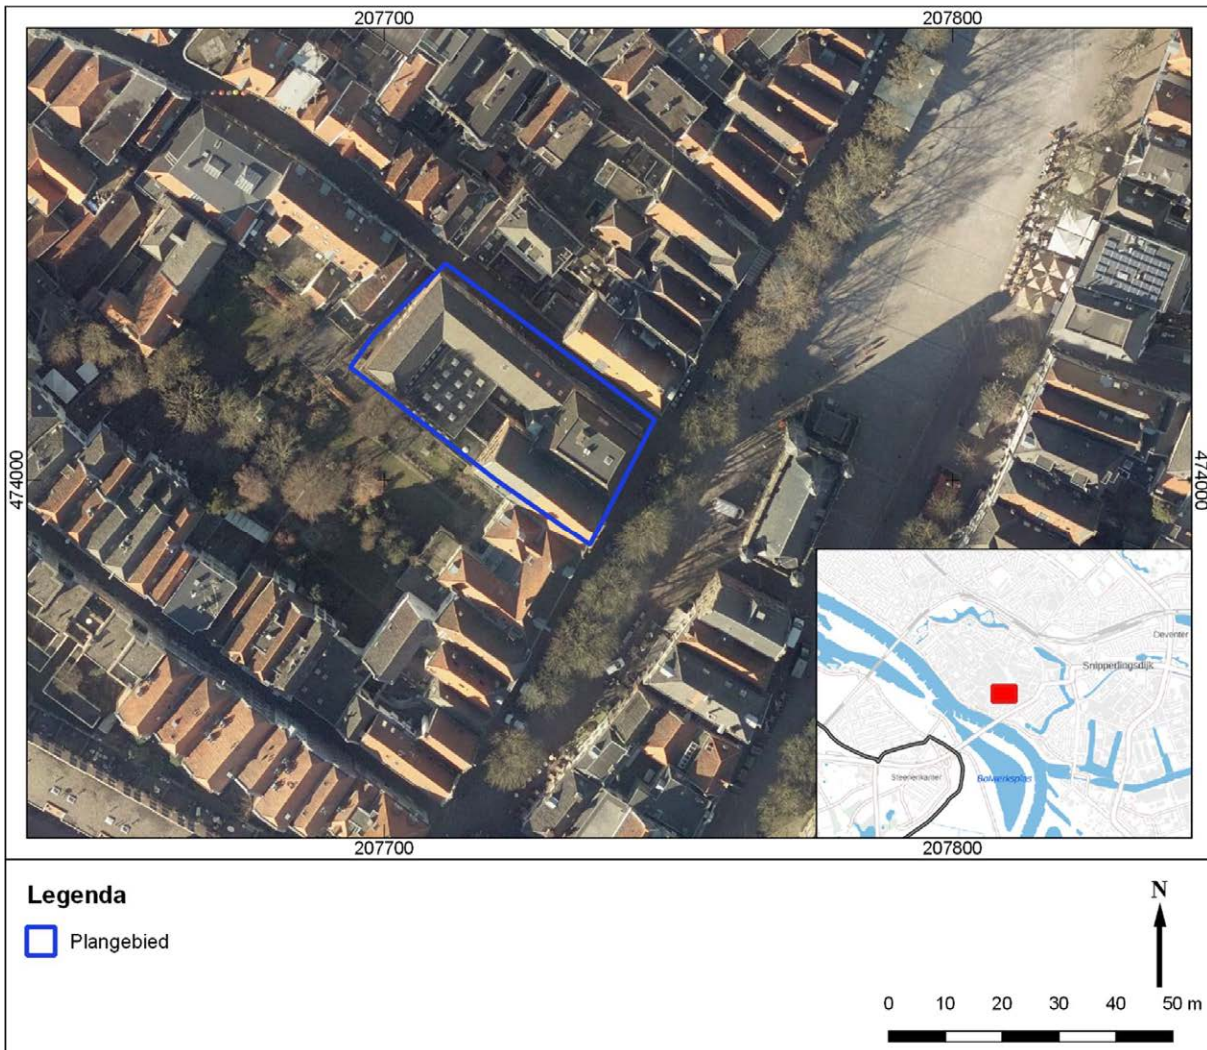 207700 207800
474000 474000
Deventer
Snipperlingsdijk
Steenenkamer
Bolwerksplas
207700 207800
Legenda
Plangebied
N
0 10 20 30 40 50 m